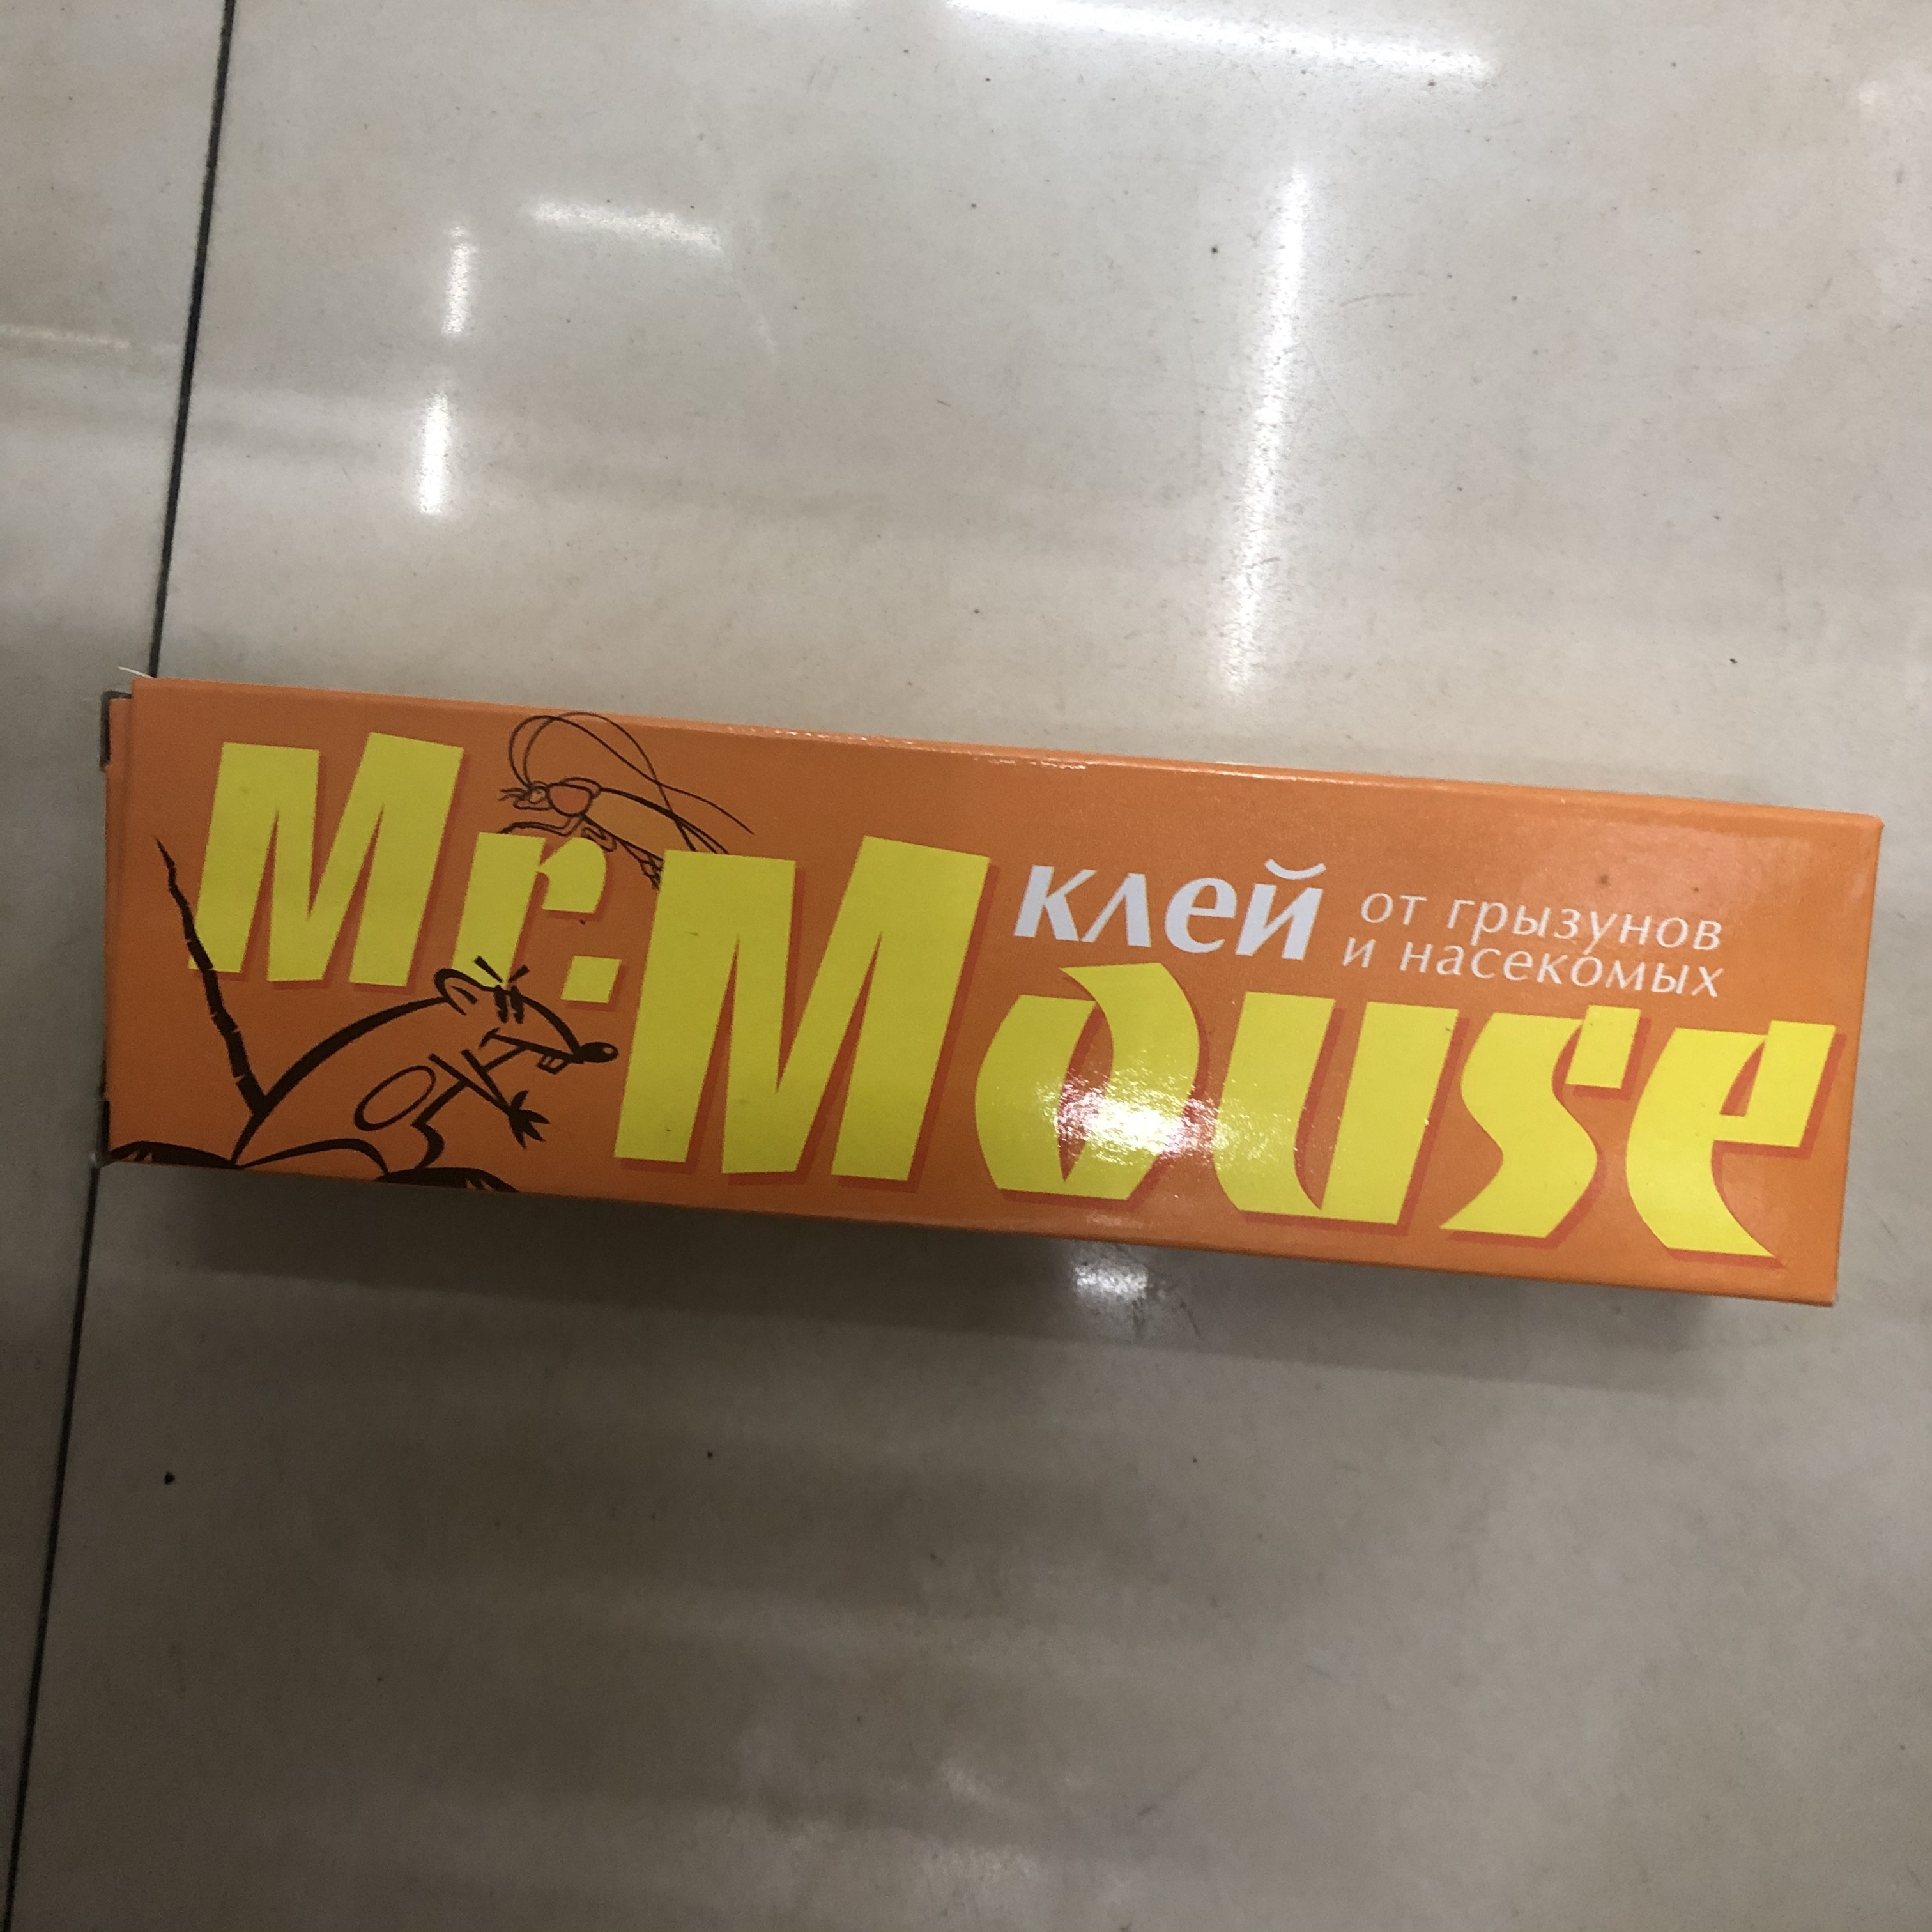 Mr. Mouse
клей от грызунов
и насекомых